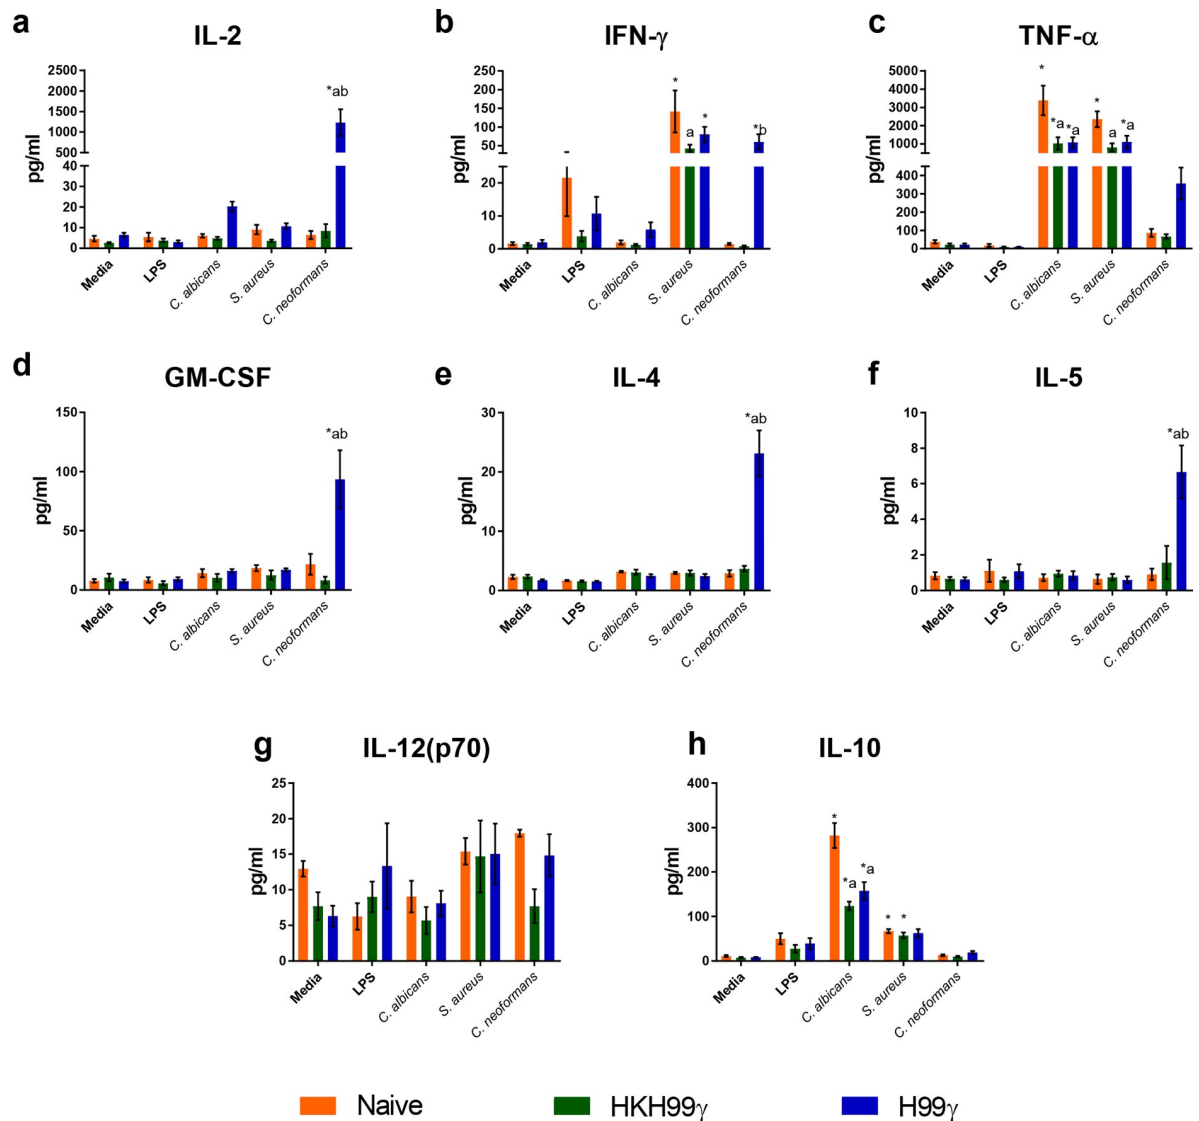 a
IL-2
pg/ml
2500
2000
1500
1000
500
40
30
20
10
0
*ab
Media
LPS
C. albicans
S. aureus
C. neoformans
b
IFN-γ
pg/ml
250
200
150
100
50
20
10
0
*
a
*
*b
Media
LPS
C. albicans
S. aureus
C. neoformans
c
TNF-α
pg/ml
5000
4000
3000
2000
1000
400
300
200
100
0
*
*a
*a
*
a
*a
Media
LPS
C. albicans
S. aureus
C. neoformans
d
GM-CSF
pg/ml
150
100
50
0
*ab
Media
LPS
C. albicans
S. aureus
C. neoformans
e
IL-4
pg/ml
30
20
10
0
*ab
Media
LPS
C. albicans
S. aureus
C. neoformans
f
IL-5
pg/ml
10
8
6
4
2
0
*ab
Media
LPS
C. albicans
S. aureus
C. neoformans
g
IL-12(p70)
pg/ml
25
20
15
10
5
0
Media
LPS
C. albicans
S. aureus
C. neoformans
h
IL-10
pg/ml
400
300
200
100
0
*
*a
*a
*
*
Media
LPS
C. albicans
S. aureus
C. neoformans
Naive
HKH99γ
H99γ